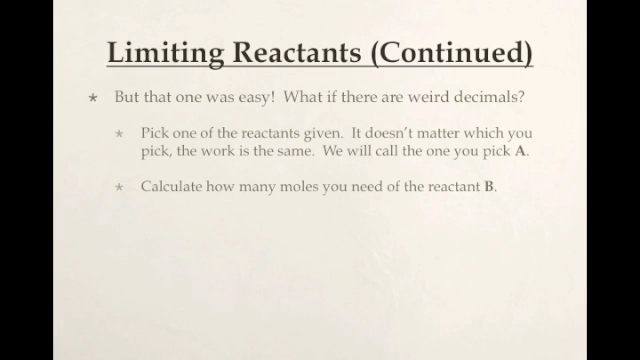 Limiting Reactants (Continued)
* But that one was easy! What if there are weird decimals?
* Pick one of the reactants given. It doesn't matter which you
pick, the work is the same. We will call the one you pick A.
* Calculate how many moles you need of the reactant B.